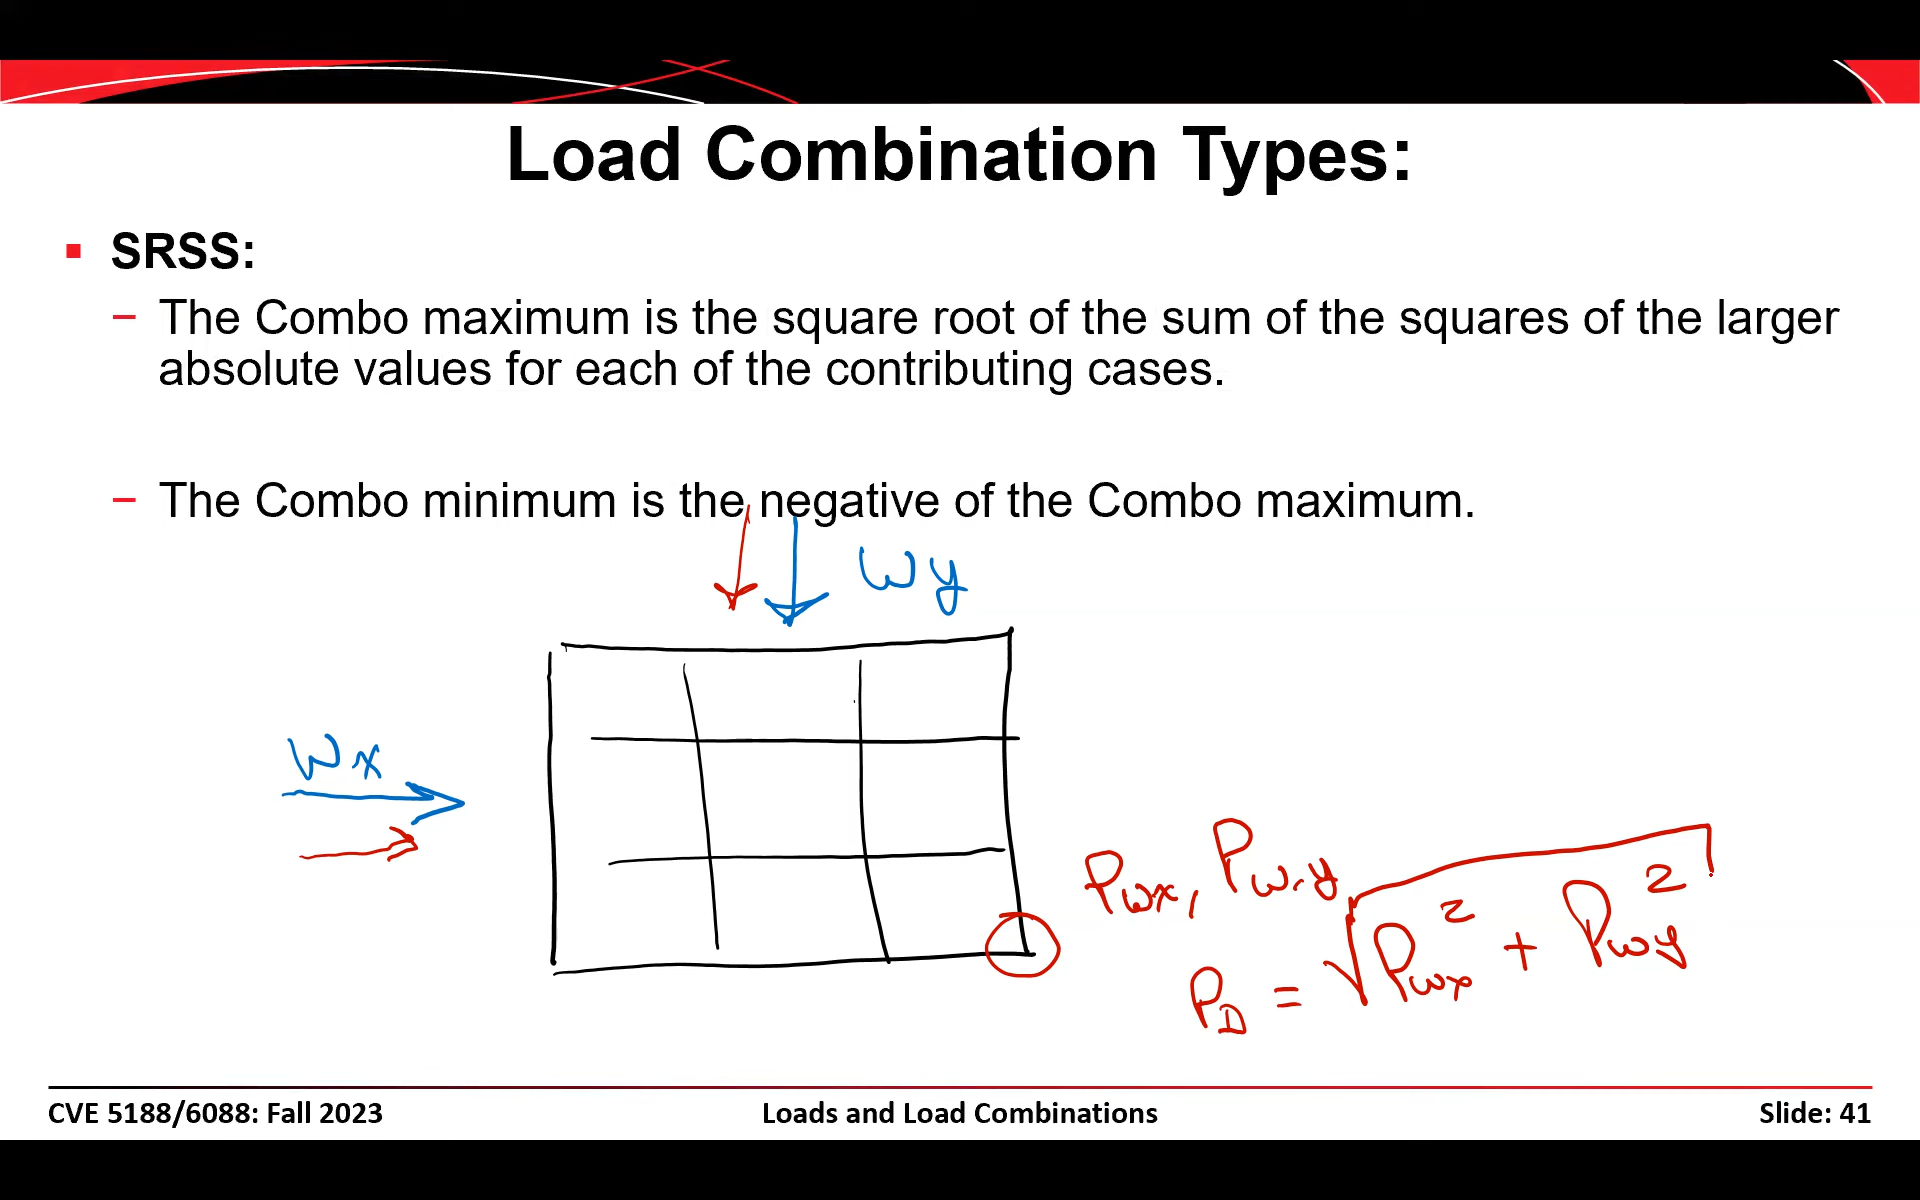 Load Combination Types:
▪ SRSS:
– The Combo maximum is the square root of the sum of the squares of the larger
absolute values for each of the contributing cases.
– The Combo minimum is the negative of the Combo maximum.
Wy
Wx
Pwx, Pw,y
P_D = √(Pwx² + Pwy²)
CVE 5188/6088: Fall 2023
Loads and Load Combinations
Slide: 41